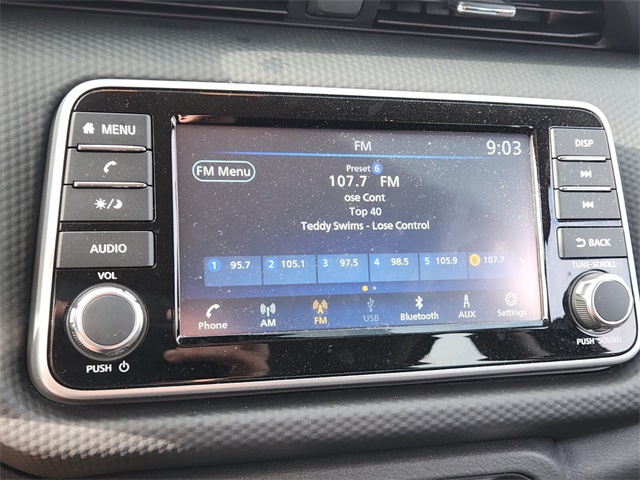 MENU
AUDIO
VOL
PUSH
FM
9:03
FM Menu
Preset 6
107.7 FM
ose Cont
Top 40
Teddy Swims - Lose Control
1 95.7 2 105.1 3 97.5 4 98.5 5 105.9 6 107.7
Phone AM FM USB Bluetooth AUX Settings
DISP
BACK
TUNE-SCROLL
PUSH SOUND